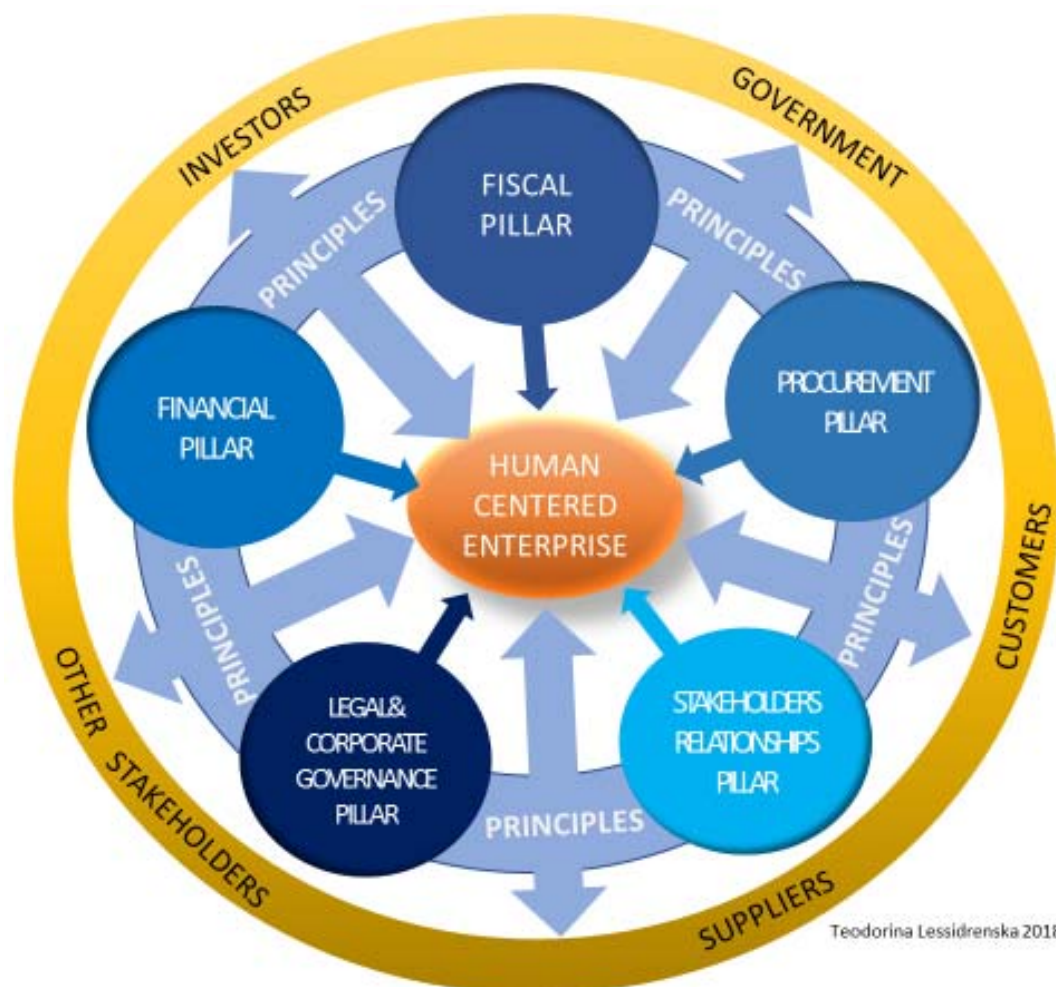 INVESTORS
GOVERNMENT
FISCAL
PILLAR
PRINCIPLES
PRINCIPLES
FINANCIAL
PILLAR
PROCUREMENT
PILLAR
HUMAN
CENTERED
ENTERPRISE
PRINCIPLES
PRINCIPLES
CUSTOMERS
OTHER STAKEHOLDERS
LEGAL&
CORPORATE
GOVERNANCE
PILLAR
STAKEHOLDERS
RELATIONSHIPS
PILLAR
PRINCIPLES
SUPPLIERS
Teodorina Lessidrenska 2018